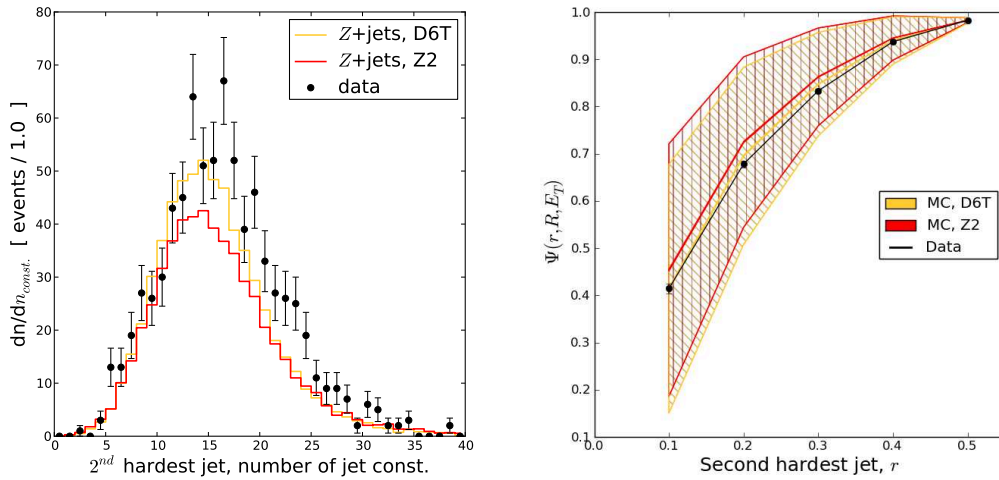 dn/dn_const. [ events / 1.0 ]
80
70
60
50
40
30
20
10
0
Z+jets, D6T
Z+jets, Z2
data
0 5 10 15 20 25 30 35 40
2^nd hardest jet, number of jet const.
Ψ(r,R,E_T)
1.0
0.9
0.8
0.7
0.6
0.5
0.4
0.3
0.2
0.1
MC, D6T
MC, Z2
Data
0.0 0.1 0.2 0.3 0.4 0.5
Second hardest jet, r